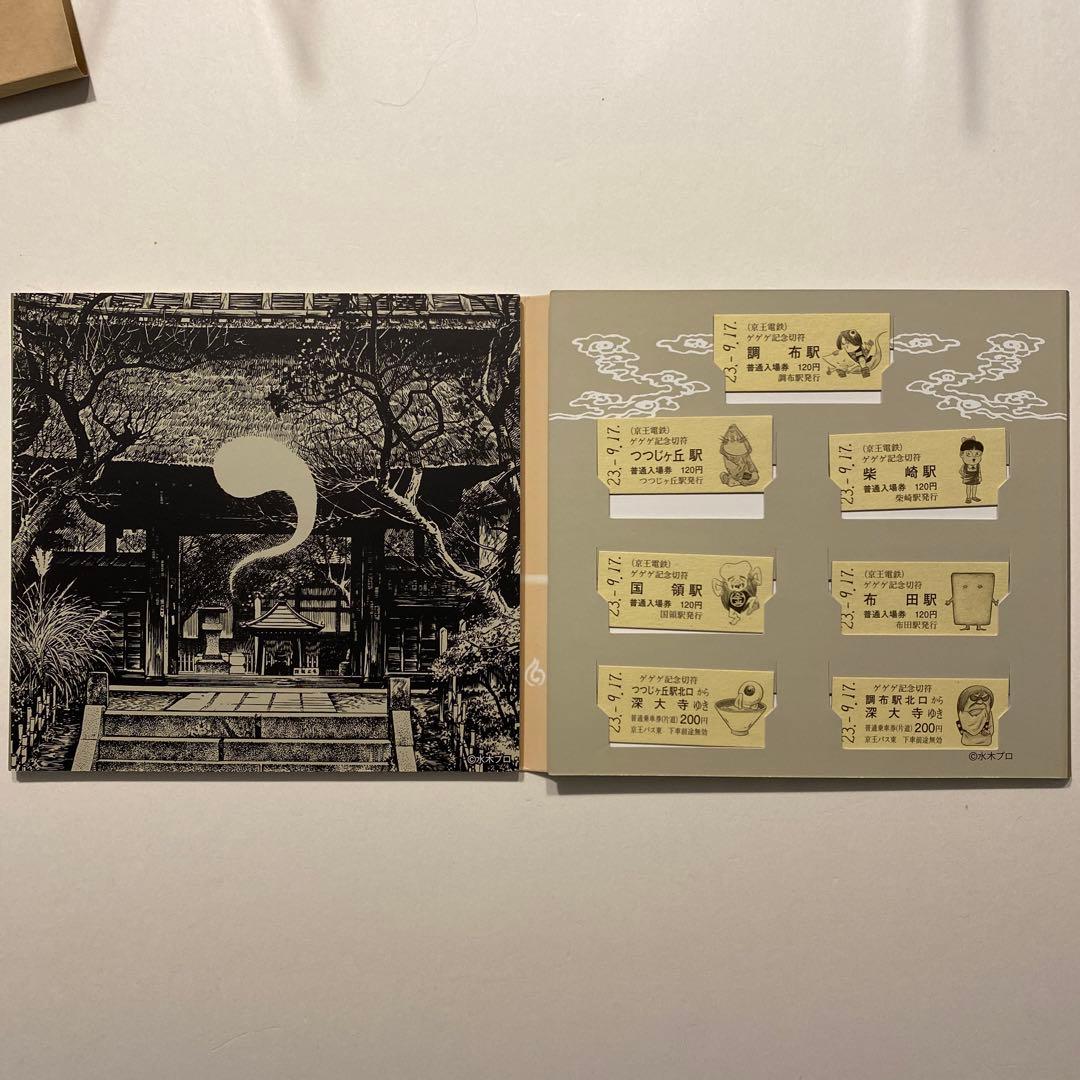 ©水木プロ
23.-9.17.
(京王電鉄)
ゲゲゲ記念切符
調布駅
普通入場券 120円
調布駅発行
23.-9.17.
(京王電鉄)
ゲゲゲ記念切符
つつじヶ丘駅
普通入場券 120円
つつじヶ丘駅発行
23.-9.17.
(京王電鉄)
ゲゲゲ記念切符
柴崎駅
普通入場券 120円
柴崎駅発行
23.-9.17.
(京王電鉄)
ゲゲゲ記念切符
国領駅
普通入場券 120円
国領駅発行
23.-9.17.
(京王電鉄)
ゲゲゲ記念切符
布田駅
普通入場券 120円
布田駅発行
23.-9.17.
ゲゲゲ記念切符
つつじヶ丘駅北口から
深大寺ゆき
普通乗車券(片道)200円
京王バス東 下車前途無効
23.-9.17.
ゲゲゲ記念切符
調布駅北口から
深大寺ゆき
普通乗車券(片道)200円
京王バス東 下車前途無効
©水木プロ